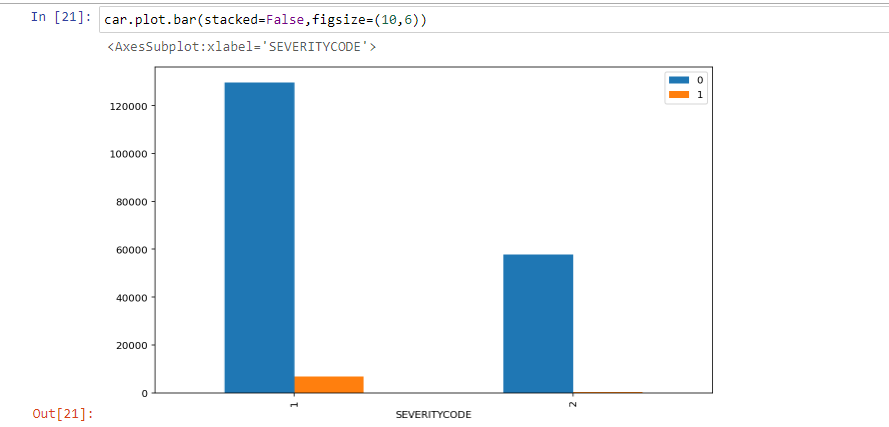 In [21]: car.plot.bar(stacked=False,figsize=(10,6))
<AxesSubplot:xlabel='SEVERITYCODE'>
0
1
120000
100000
80000
60000
40000
20000
0
1
2
SEVERITYCODE
Out[21]: